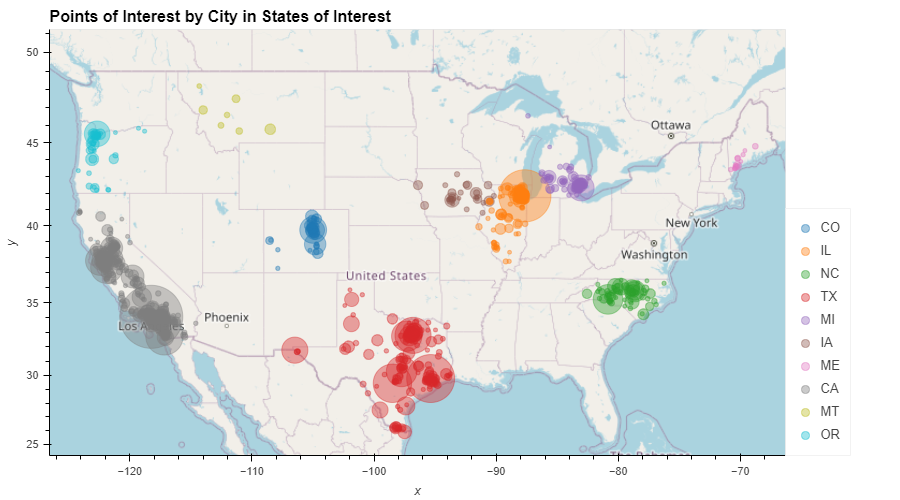 Points of Interest by City in States of Interest
50
45
40
35
30
25
y
Ottawa
New York
Washington
United States
Phoenix
Los Angeles
CO
IL
NC
TX
MI
IA
ME
CA
MT
OR
−120
−110
−100
−90
−80
−70
x